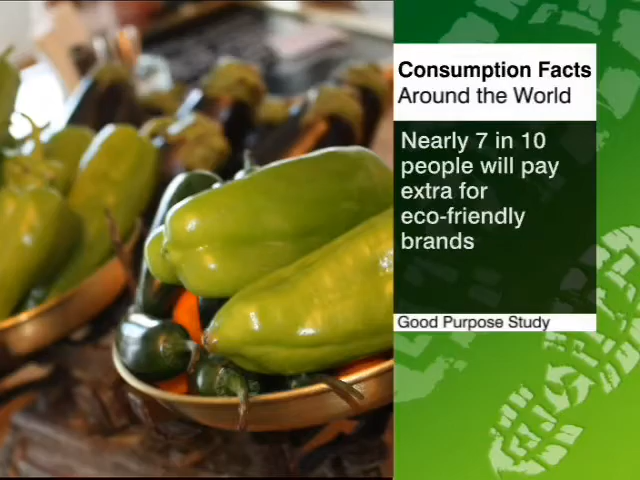 Consumption Facts
Around the World
Nearly 7 in 10
people will pay
extra for
eco-friendly
brands
Good Purpose Study